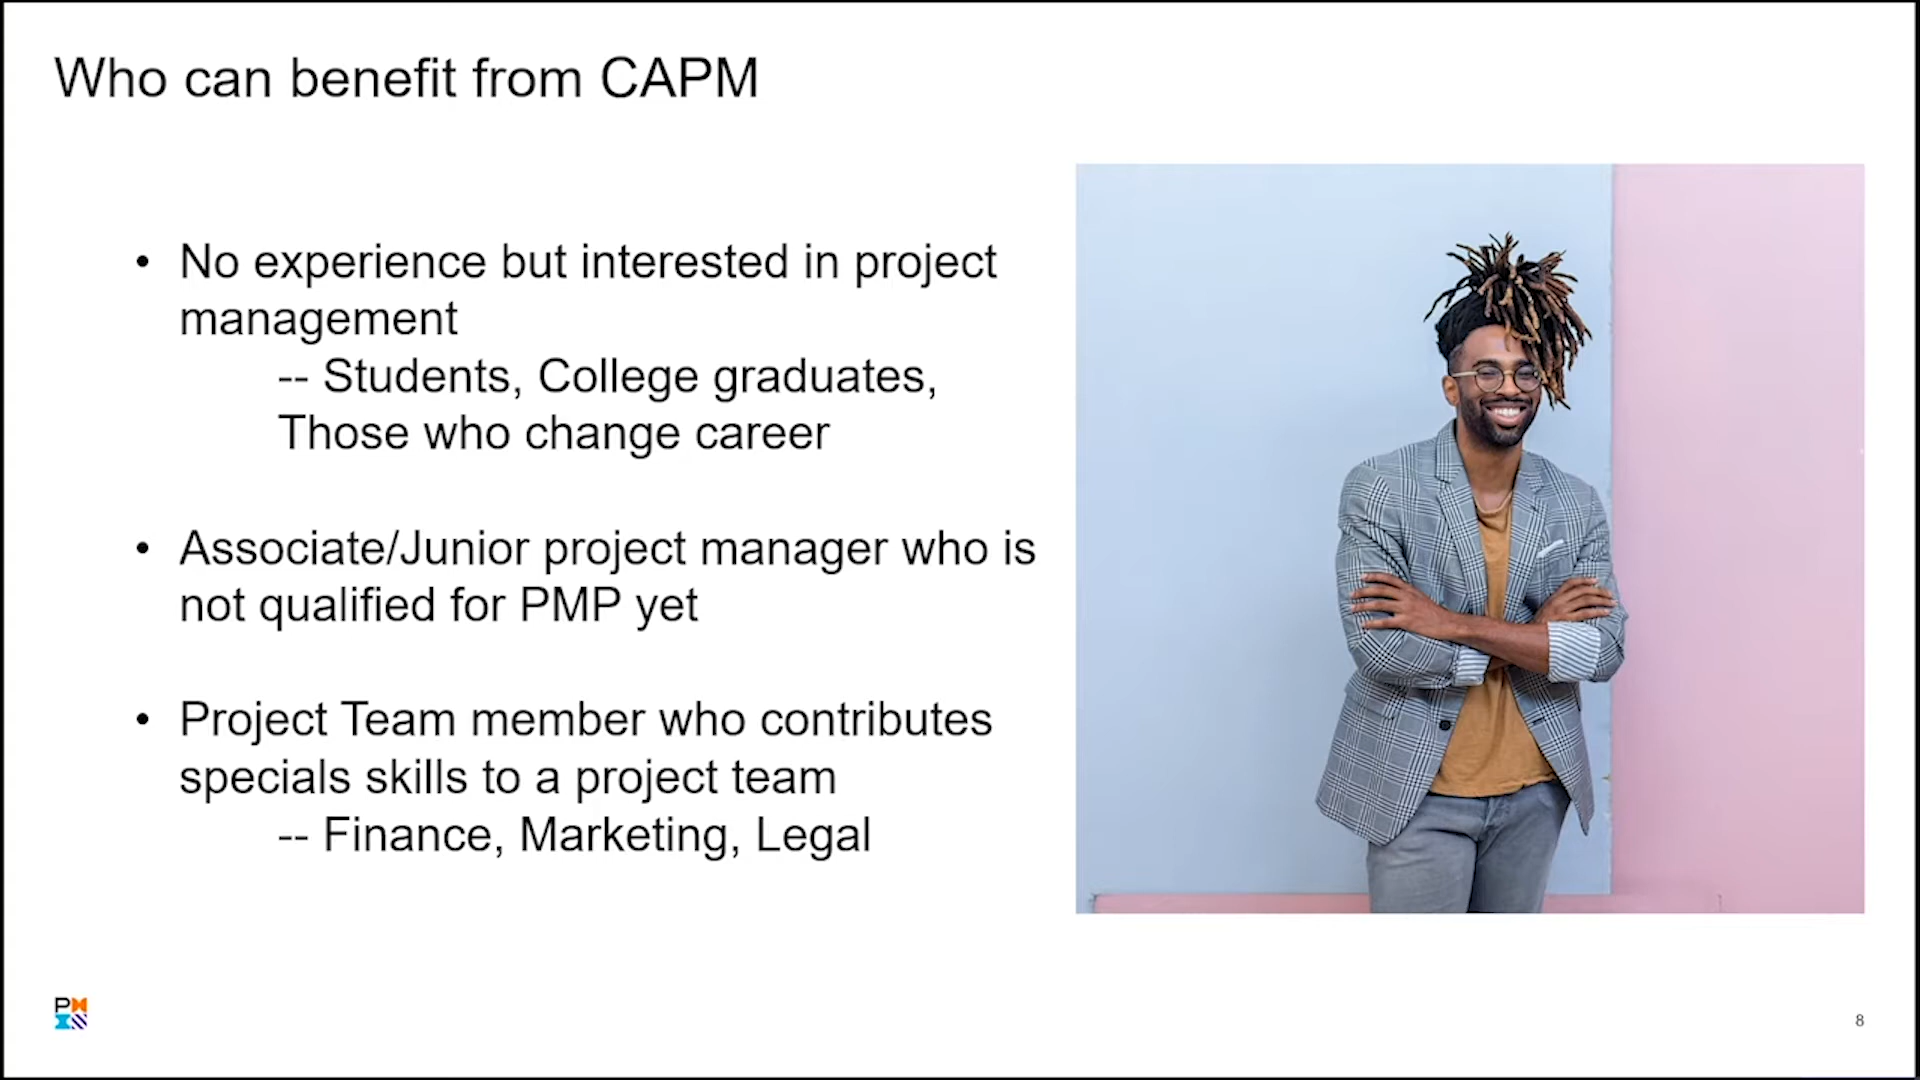 Who can benefit from CAPM
• No experience but interested in project
management
-- Students, College graduates,
Those who change career
• Associate/Junior project manager who is
not qualified for PMP yet
• Project Team member who contributes
specials skills to a project team
-- Finance, Marketing, Legal
8